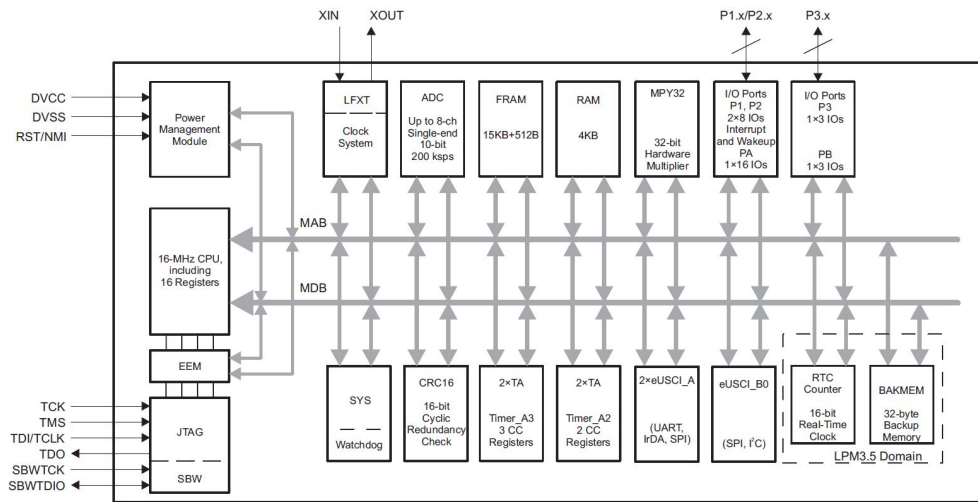 XIN
XOUT
P1.x/P2.x
P3.x
DVCC
DVSS
RST/NMI
Power
Management
Module
LFXT
Clock
System
ADC
Up to 8-ch
Single-end
10-bit
200 ksps
FRAM
15KB+512B
RAM
4KB
MPY32
32-bit
Hardware
Multiplier
I/O Ports
P1, P2
2×8 IOs
Interrupt
and Wakeup
PA
1×16 IOs
I/O Ports
P3
1×3 IOs
PB
1×3 IOs
MAB
16-MHz CPU,
including
16 Registers
MDB
EEM
TCK
TMS
TDI/TCLK
TDO
SBWTCK
SBWTDIO
JTAG
SBW
SYS
Watchdog
CRC16
16-bit
Cyclic
Redundancy
Check
2×TA
Timer_A3
3 CC
Registers
2×TA
Timer_A2
2 CC
Registers
2×eUSCI_A
(UART,
IrDA, SPI)
eUSCI_B0
(SPI, I²C)
RTC
Counter
16-bit
Real-Time
Clock
BAKMEM
32-byte
Backup
Memory
LPM3.5 Domain